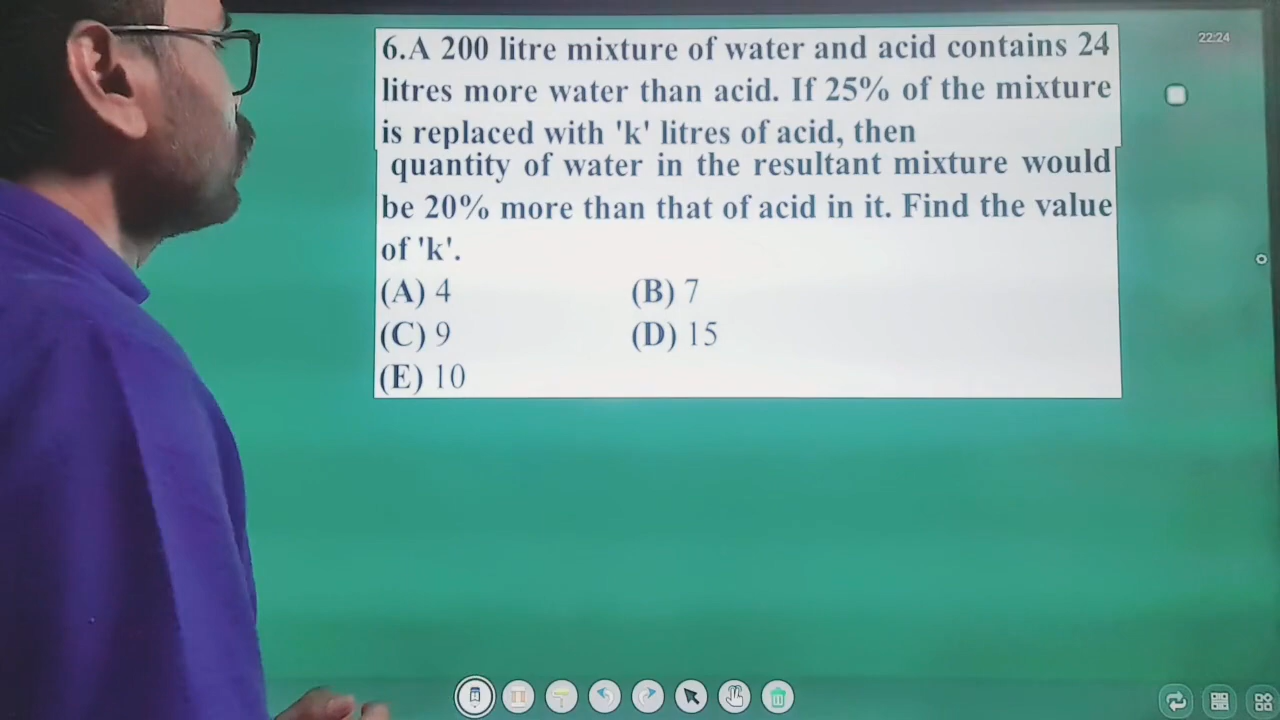 22:24
6.A 200 litre mixture of water and acid contains 24
litres more water than acid. If 25% of the mixture
is replaced with 'k' litres of acid, then
quantity of water in the resultant mixture would
be 20% more than that of acid in it. Find the value
of 'k'.
(A) 4 (B) 7
(C) 9 (D) 15
(E) 10